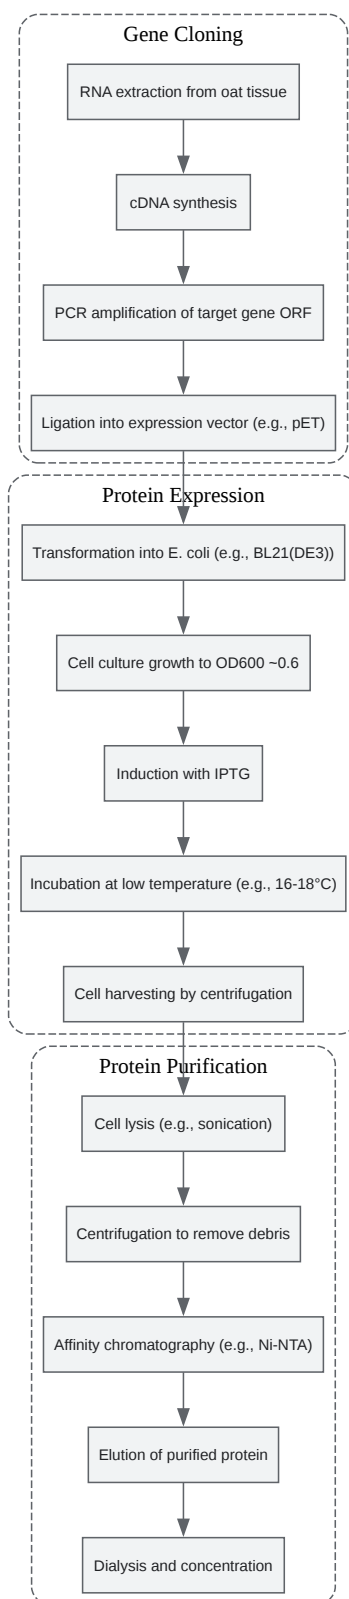 Gene Cloning
RNA extraction from oat tissue
cDNA synthesis
PCR amplification of target gene ORF
Ligation into expression vector (e.g., pET)
Protein Expression
Transformation into E. coli (e.g., BL21(DE3))
Cell culture growth to OD600 ~0.6
Induction with IPTG
Incubation at low temperature (e.g., 16-18°C)
Cell harvesting by centrifugation
Protein Purification
Cell lysis (e.g., sonication)
Centrifugation to remove debris
Affinity chromatography (e.g., Ni-NTA)
Elution of purified protein
Dialysis and concentration